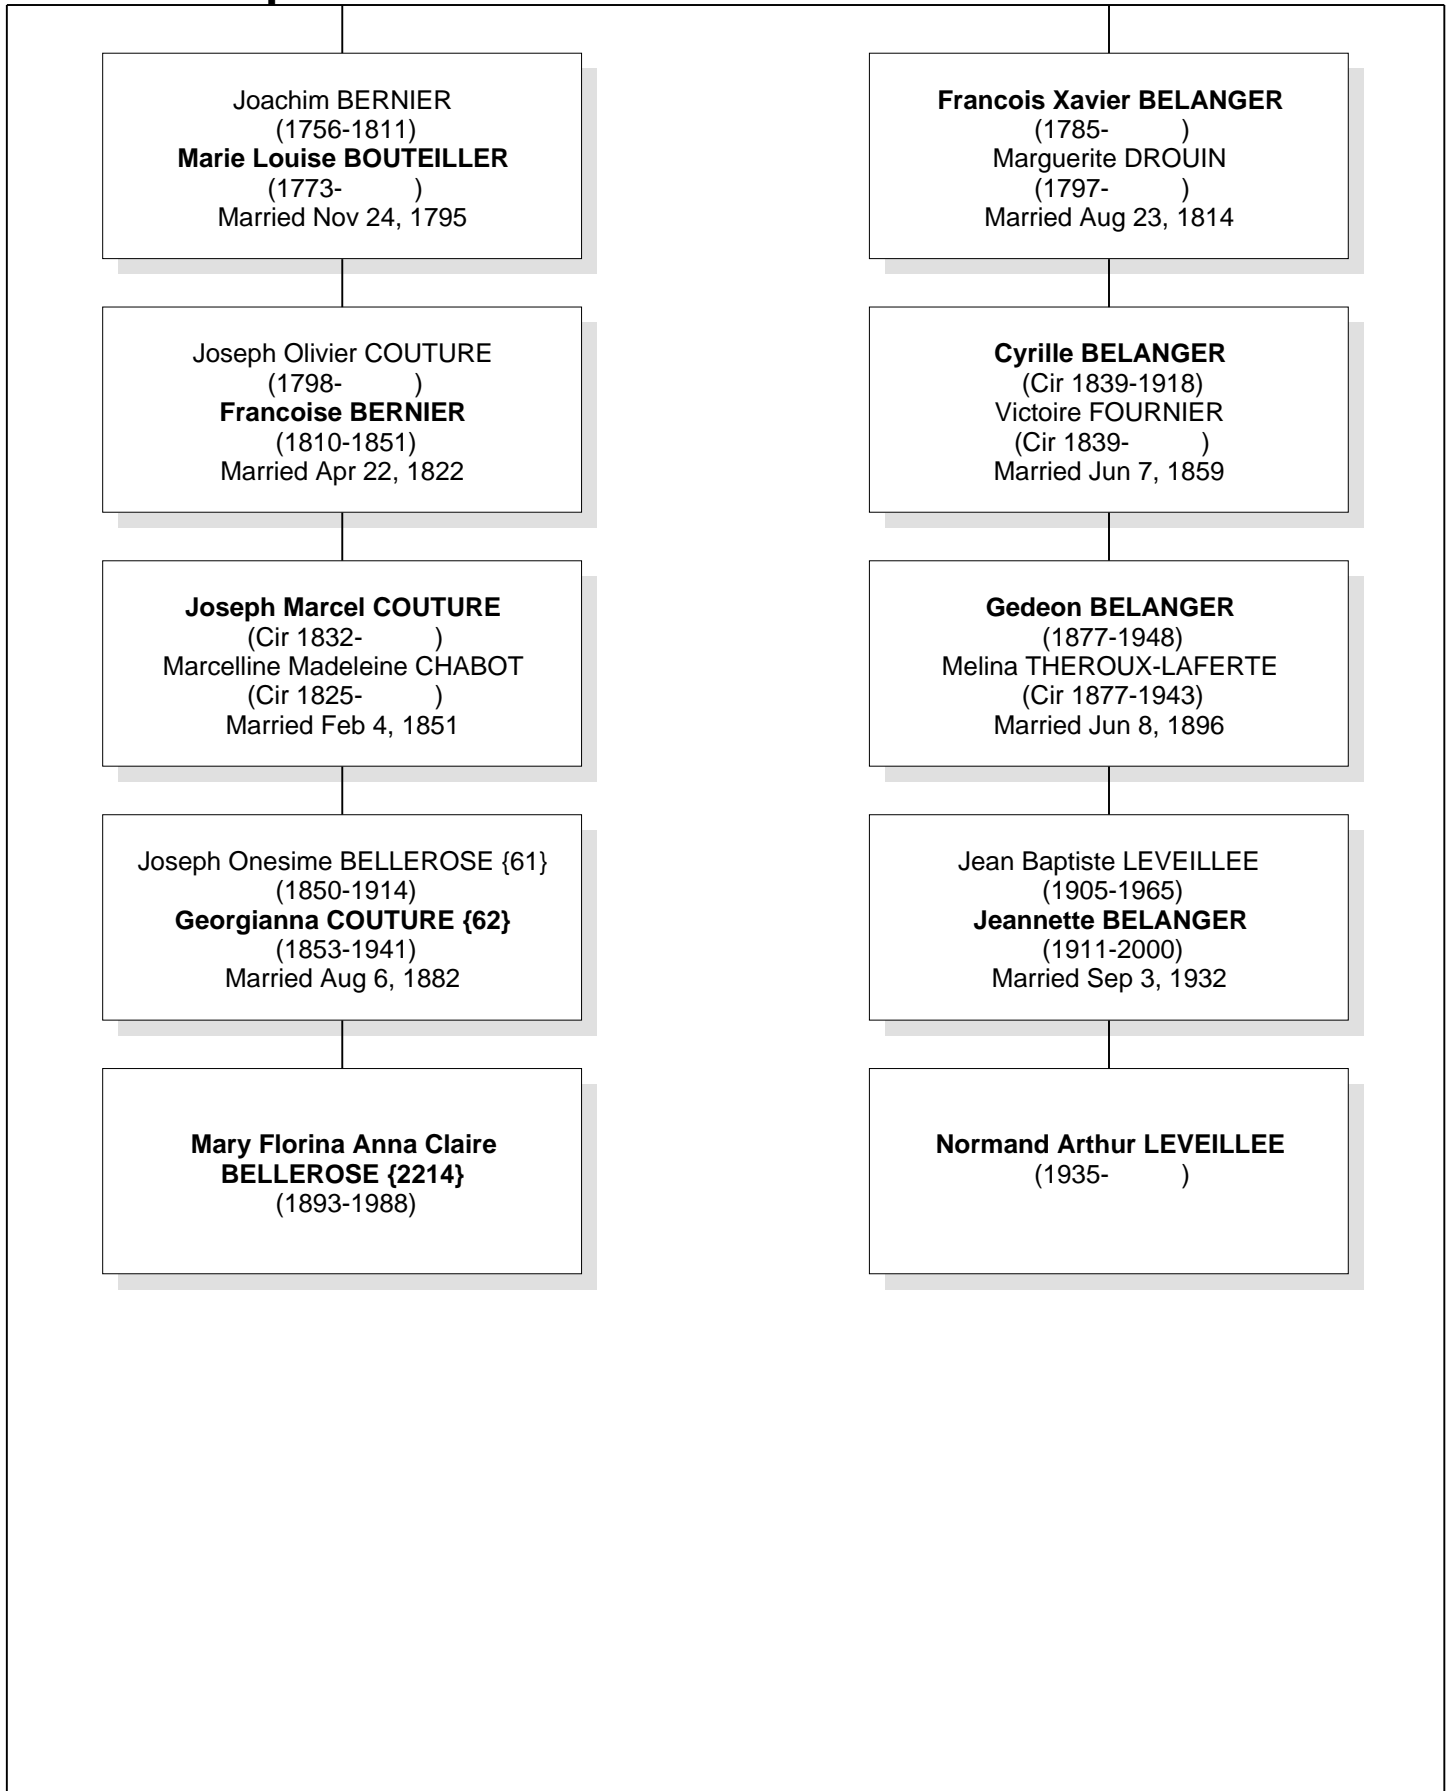 Joachim BERNIER
(1756-1811)
Marie Louise BOUTEILLER
(1773- )
Married Nov 24, 1795
Joseph Olivier COUTURE
(1798- )
Francoise BERNIER
(1810-1851)
Married Apr 22, 1822
Joseph Marcel COUTURE
(Cir 1832- )
Marcelline Madeleine CHABOT
(Cir 1825- )
Married Feb 4, 1851
Joseph Onesime BELLEROSE {61}
(1850-1914)
Georgianna COUTURE {62}
(1853-1941)
Married Aug 6, 1882
Mary Florina Anna Claire
BELLEROSE {2214}
(1893-1988)
Francois Xavier BELANGER
(1785- )
Marguerite DROUIN
(1797- )
Married Aug 23, 1814
Cyrille BELANGER
(Cir 1839-1918)
Victoire FOURNIER
(Cir 1839- )
Married Jun 7, 1859
Gedeon BELANGER
(1877-1948)
Melina THEROUX-LAFERTE
(Cir 1877-1943)
Married Jun 8, 1896
Jean Baptiste LEVEILLEE
(1905-1965)
Jeannette BELANGER
(1911-2000)
Married Sep 3, 1932
Normand Arthur LEVEILLEE
(1935- )